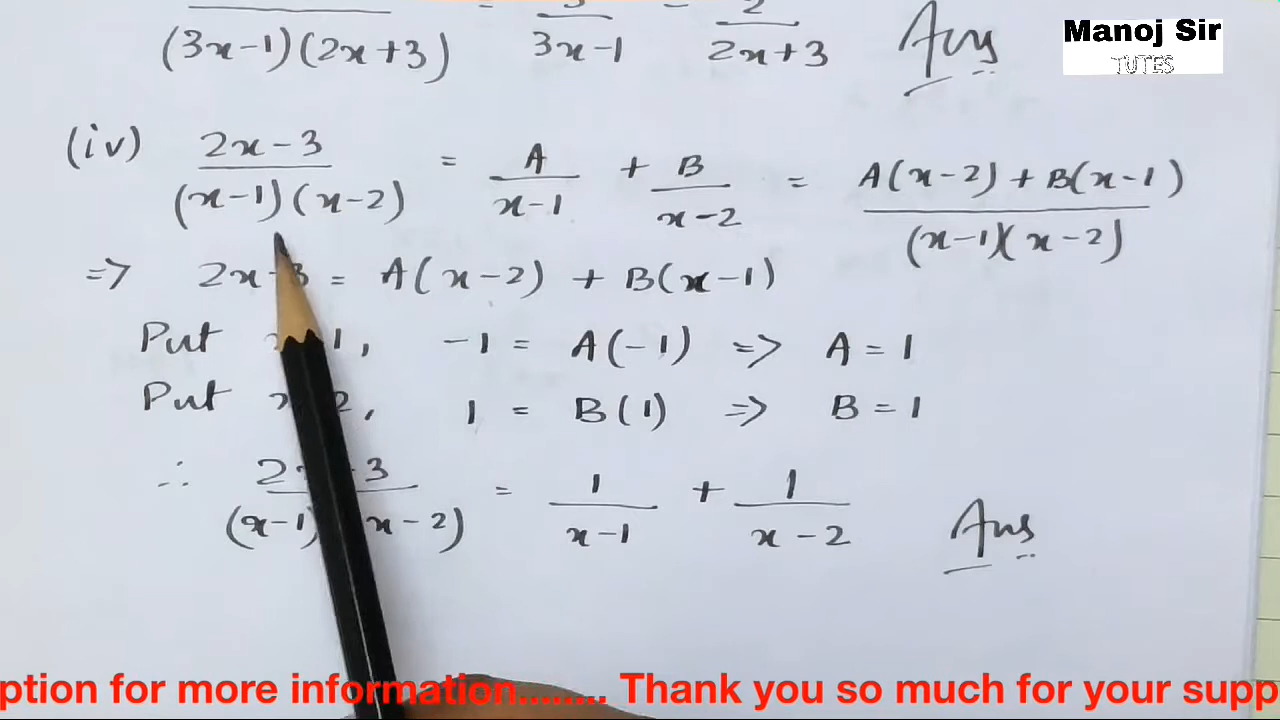 Manoj Sir
TUTES
(3x-1)(2x+3) = /(3x-1) - 2/(2x+3) Ans
(iv) (2x-3)/((x-1)(x-2)) = A/(x-1) + B/(x-2) = (A(x-2)+B(x-1))/((x-1)(x-2))
=> 2x-3 = A(x-2) + B(x-1)
Put 1, -1 = A(-1) => A = 1
Put 2, 1 = B(1) => B = 1
∴ 2x-3/((x-1)(x-2)) = 1/(x-1) + 1/(x-2) Ans
ption for more information........ Thank you so much for your supp